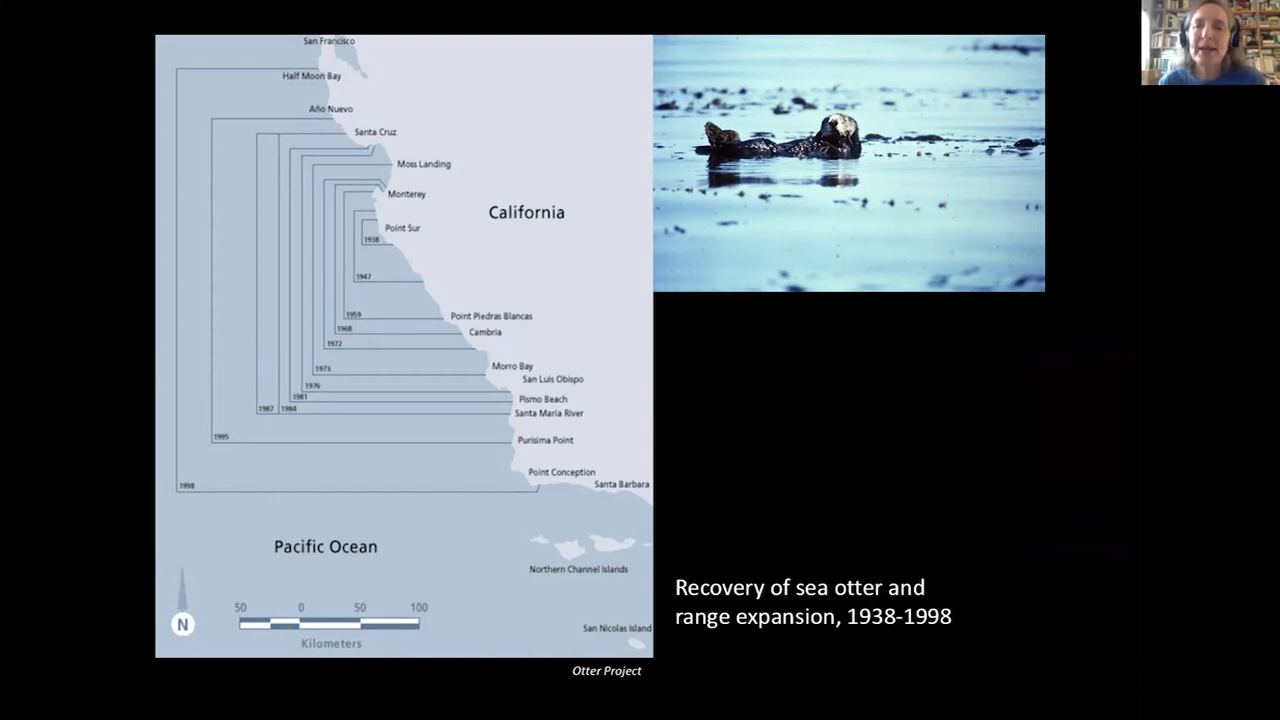 San Francisco
Half Moon Bay
Año Nuevo
Santa Cruz
Moss Landing
Monterey
California
Point Sur
1938
1947
1959
Point Piedras Blancas
1968
Cambria
1972
Morro Bay
1973
San Luis Obispo
1976
1981
Pismo Beach
1987
1984
Santa Maria River
1995
Purisima Point
Point Conception
1998
Santa Barbara
Pacific Ocean
Northern Channel Islands
50 0 50 100
N
Kilometers
San Nicolas Island
Otter Project
Recovery of sea otter and
range expansion, 1938-1998